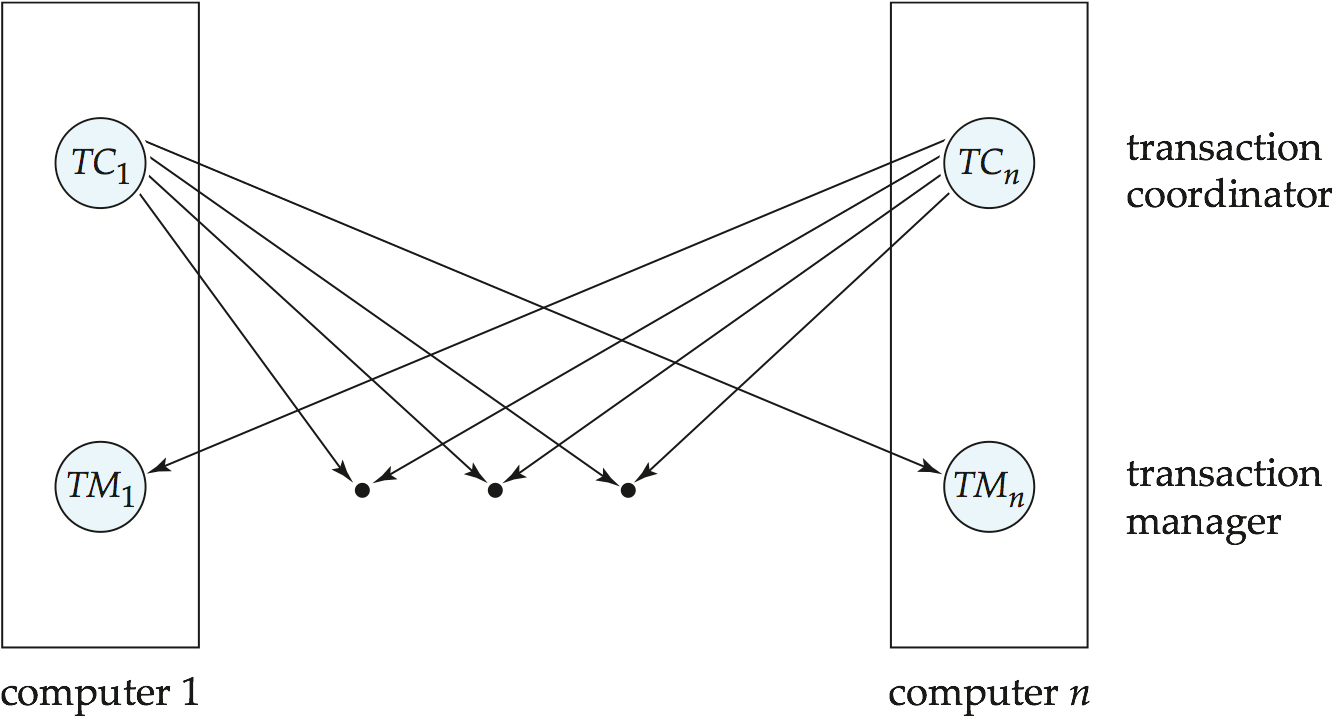 TC1
TCn
transaction
coordinator
TM1
TMn
transaction
manager
computer 1
computer n